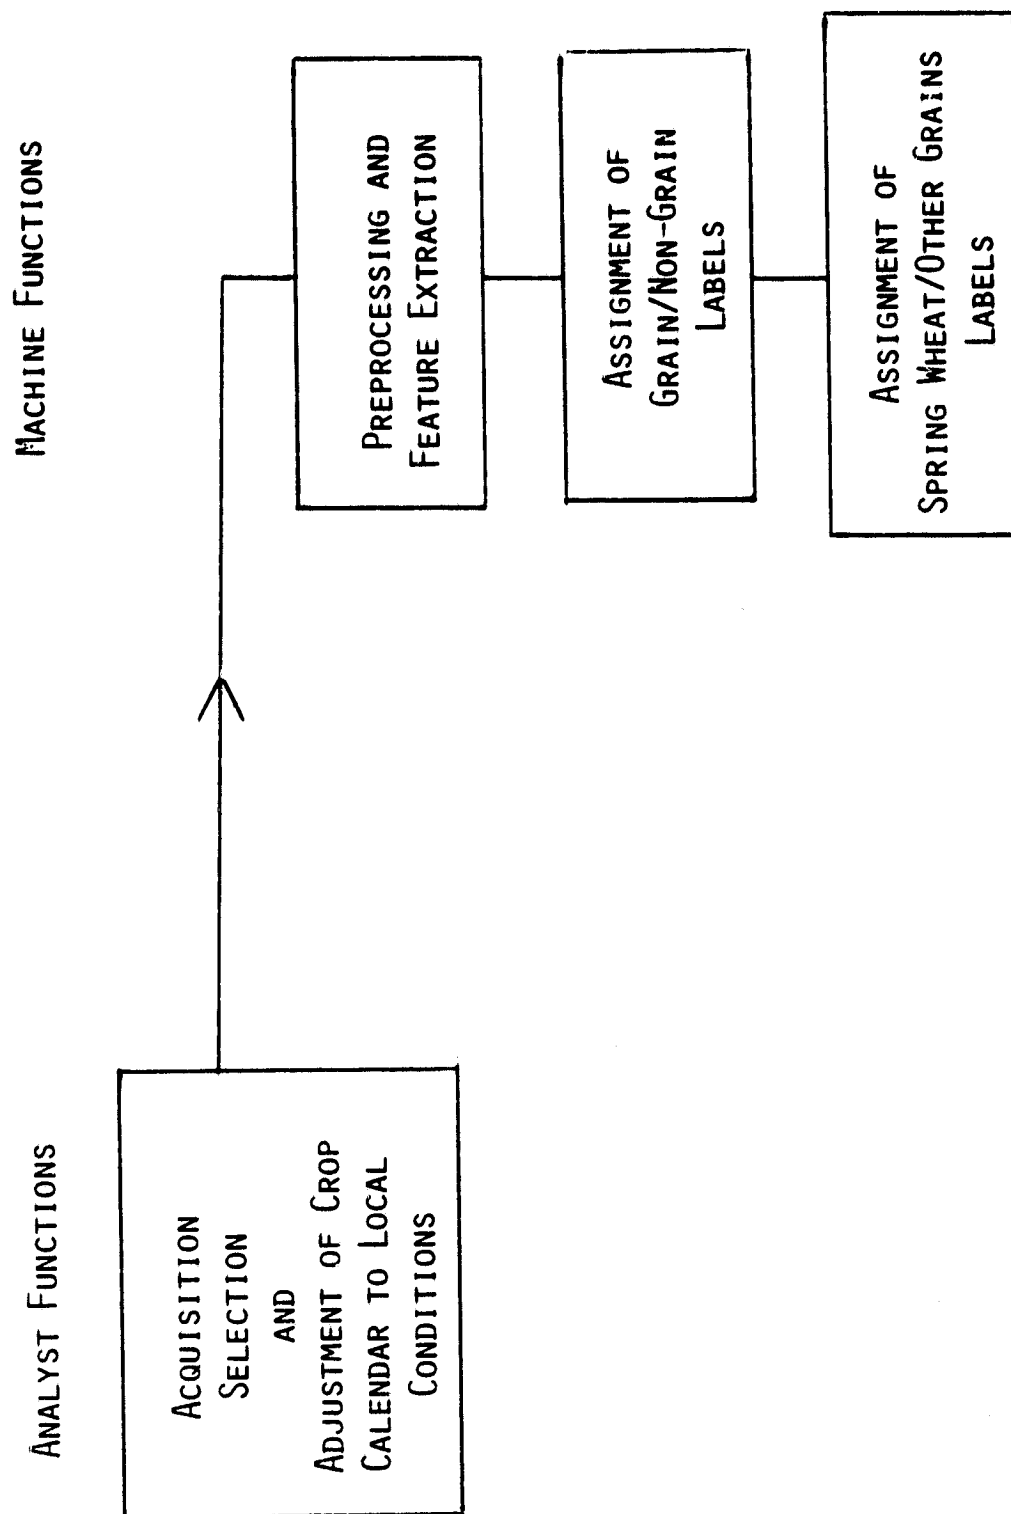 Analyst Functions
Machine Functions
Acquisition
Selection
and
Adjustment of Crop
Calendar to Local
Conditions
Preprocessing and
Feature Extraction
Assignment of
Grain/Non-Grain
Labels
Assignment of
Spring Wheat/Other Grains
Labels